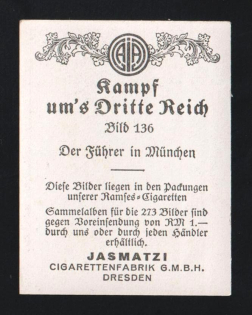 AJA
Kampf
um's Dritte Reich
Bild 136
Der Führer in München
Diese Bilder liegen in den Packungen
unserer Ramses-Cigaretten
Sammelalben für die 273 Bilder sind
gegen Voreinsendung von RM 1.—
durch uns oder durch jeden Händler
erhältlich.
JASMATZI
CIGARETTENFABRIK G.M.B.H.
DRESDEN